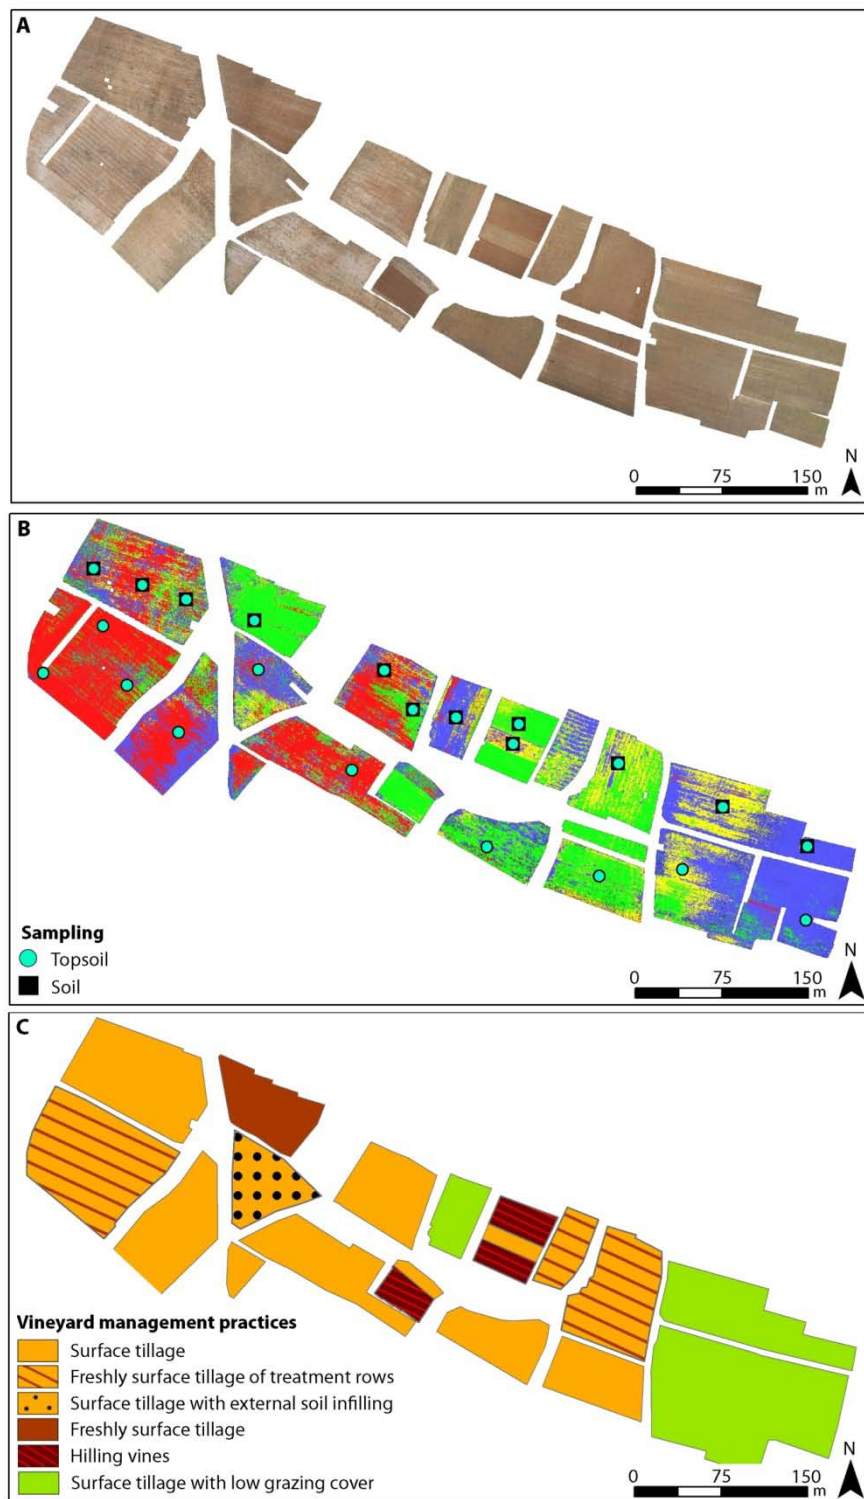 A
N
0 75 150
m
B
Sampling
Topsoil
Soil
N
0 75 150
m
C
Vineyard management practices
Surface tillage
Freshly surface tillage of treatment rows
Surface tillage with external soil infilling
Freshly surface tillage
Hilling vines
Surface tillage with low grazing cover
N
0 75 150
m